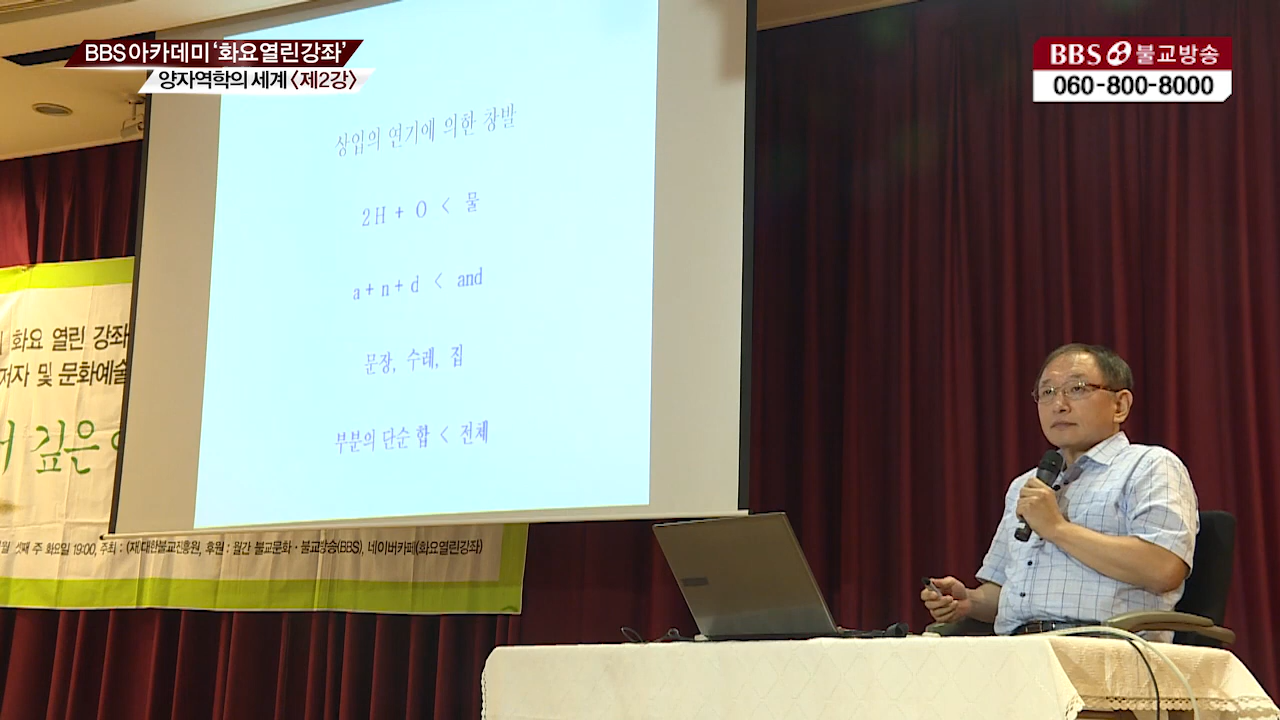 BBS아카데미 '화요열린강좌'
양자역학의 세계 <제2강>
BBS 불교방송
060-800-8000
상입의 연기에 의한 창발
2H + O < 물
a + n + d < and
문장, 수레, 집
부분의 단순 합 < 전체
화요 열린 강좌
저자 및 문화예술
깊은
셋째 주 화요일 19:00, 주최 : (재)대한불교진흥원, 후원 : 월간 불교문화·불교방송(BBS), 네이버카페(화요열린강좌)